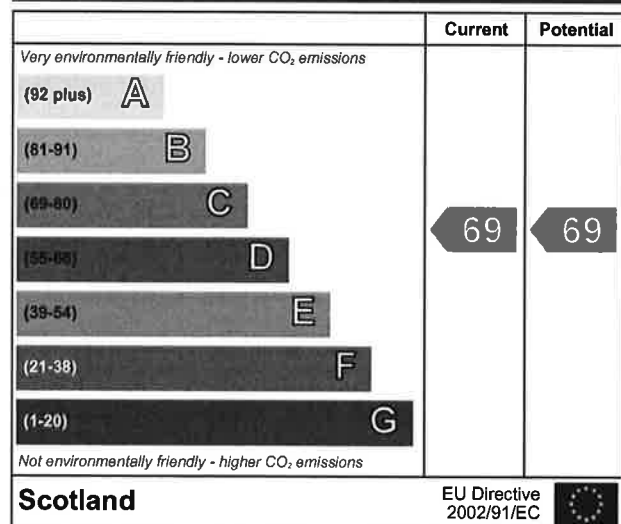 Current Potential
Very environmentally friendly - lower CO₂ emissions
(92 plus) A
(81-91) B
(69-80) C
69 69
(55-68) D
(39-54) E
(21-38) F
(1-20) G
Not environmentally friendly - higher CO₂ emissions
Scotland
EU Directive
2002/91/EC